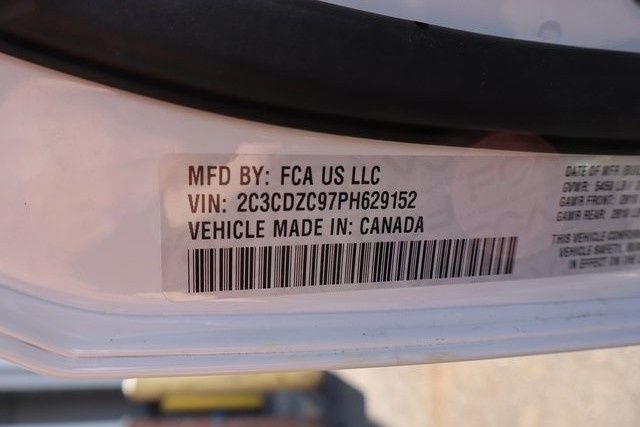 MFD BY: FCA US LLC
VIN: 2C3CDZC97PH629152
VEHICLE MADE IN: CANADA
DATE OF MFR
GVWR:
GAWR FRONT:
GAWR REAR:
THIS VEHICLE
VEHICLE SAFETY,
IN EFFECT ON